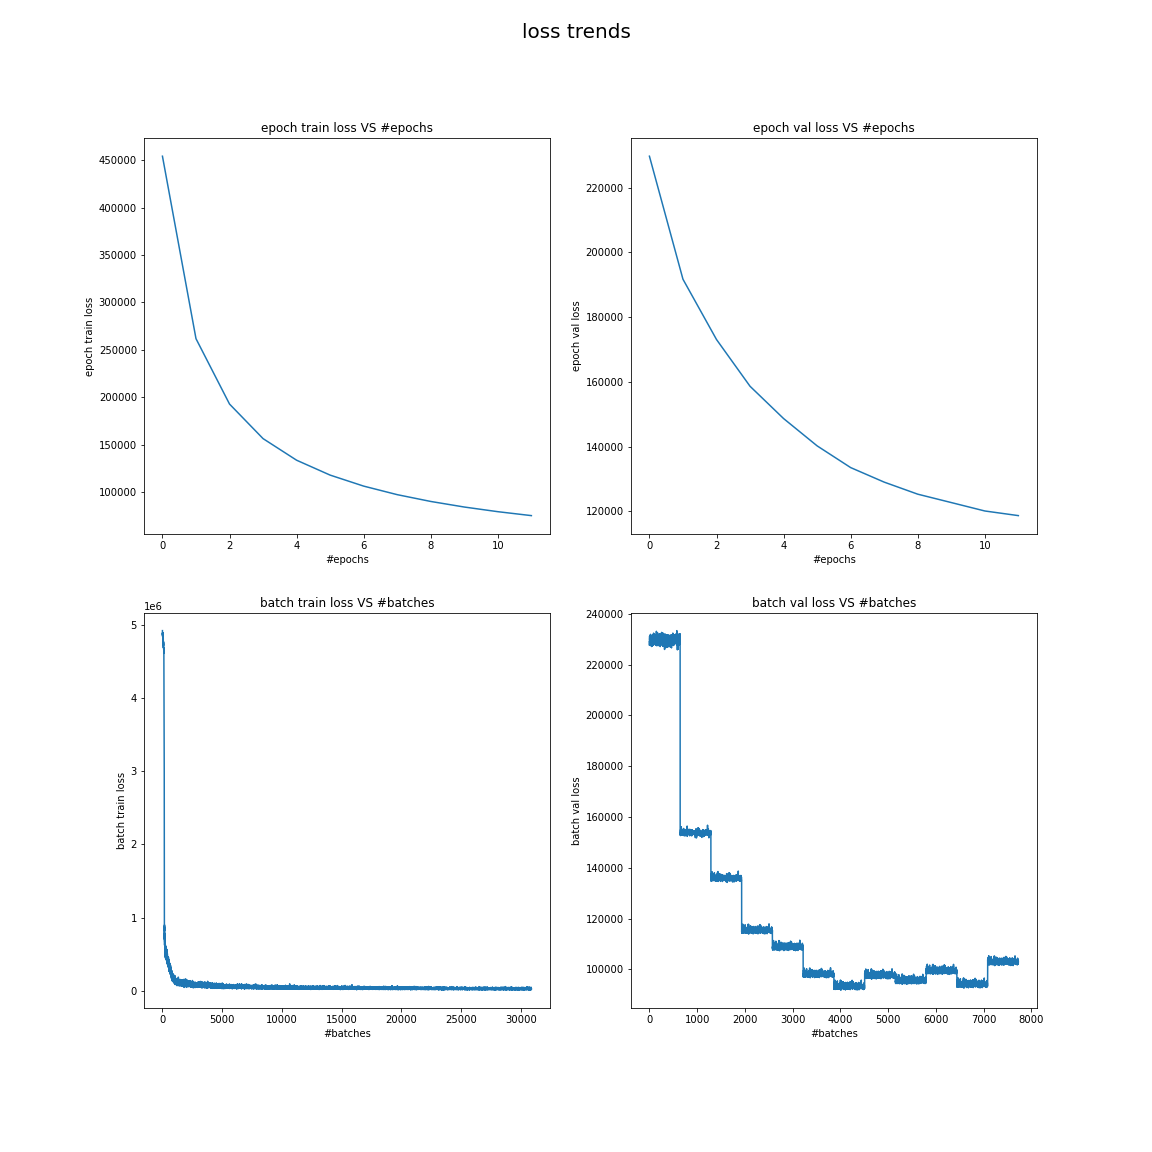 loss trends
epoch train loss VS #epochs
450000
400000
350000
300000
250000
200000
150000
100000
epoch train loss
0 2 4 6 8 10
#epochs
epoch val loss VS #epochs
220000
200000
180000
160000
140000
120000
epoch val loss
0 2 4 6 8 10
#epochs
batch train loss VS #batches
1e6
5
4
3
2
1
0
batch train loss
0 5000 10000 15000 20000 25000 30000
#batches
batch val loss VS #batches
240000
220000
200000
180000
160000
140000
120000
100000
batch val loss
0 1000 2000 3000 4000 5000 6000 7000 8000
#batches